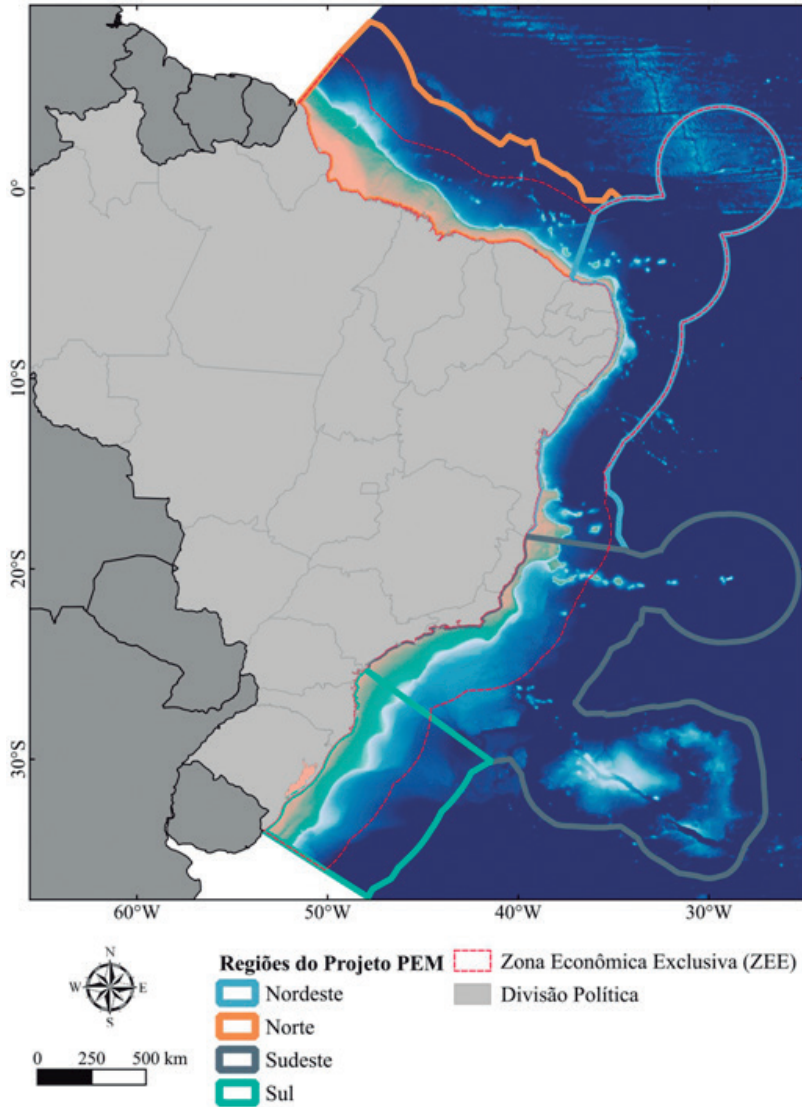 0°
10°S
20°S
30°S
60°W
50°W
40°W
30°W
N
W
E
S
0 250 500 km
Regiões do Projeto PEM
Nordeste
Norte
Sudeste
Sul
Zona Econômica Exclusiva (ZEE)
Divisão Política